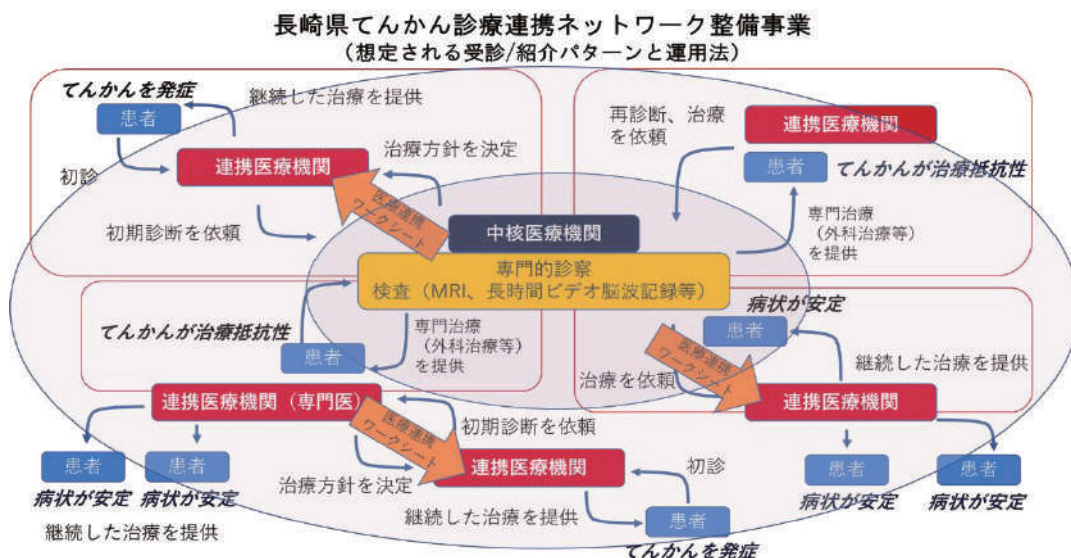 長崎県てんかん診療連携ネットワーク整備事業
（想定される受診/紹介パターンと運用法）
てんかんを発症
患者
継続した治療を提供
連携医療機関
初診
治療方針を決定
初期診断を依頼
医療連携
ワークシート
再診断、治療
を依頼
連携医療機関
患者
てんかんが治療抵抗性
専門治療
（外科治療等）
を提供
中核医療機関
専門的診察
検査（MRI、長時間ビデオ脳波記録等）
てんかんが治療抵抗性
患者
専門治療
（外科治療等）
を提供
病状が安定
患者
医療連携
ワークシート
治療を依頼
継続した治療を提供
連携医療機関
患者
病状が安定
患者
病状が安定
連携医療機関（専門医）
医療連携
ワークシート
初期診断を依頼
患者
病状が安定
患者
病状が安定
継続した治療を提供
治療方針を決定
連携医療機関
初診
継続した治療を提供
患者
てんかんを発症